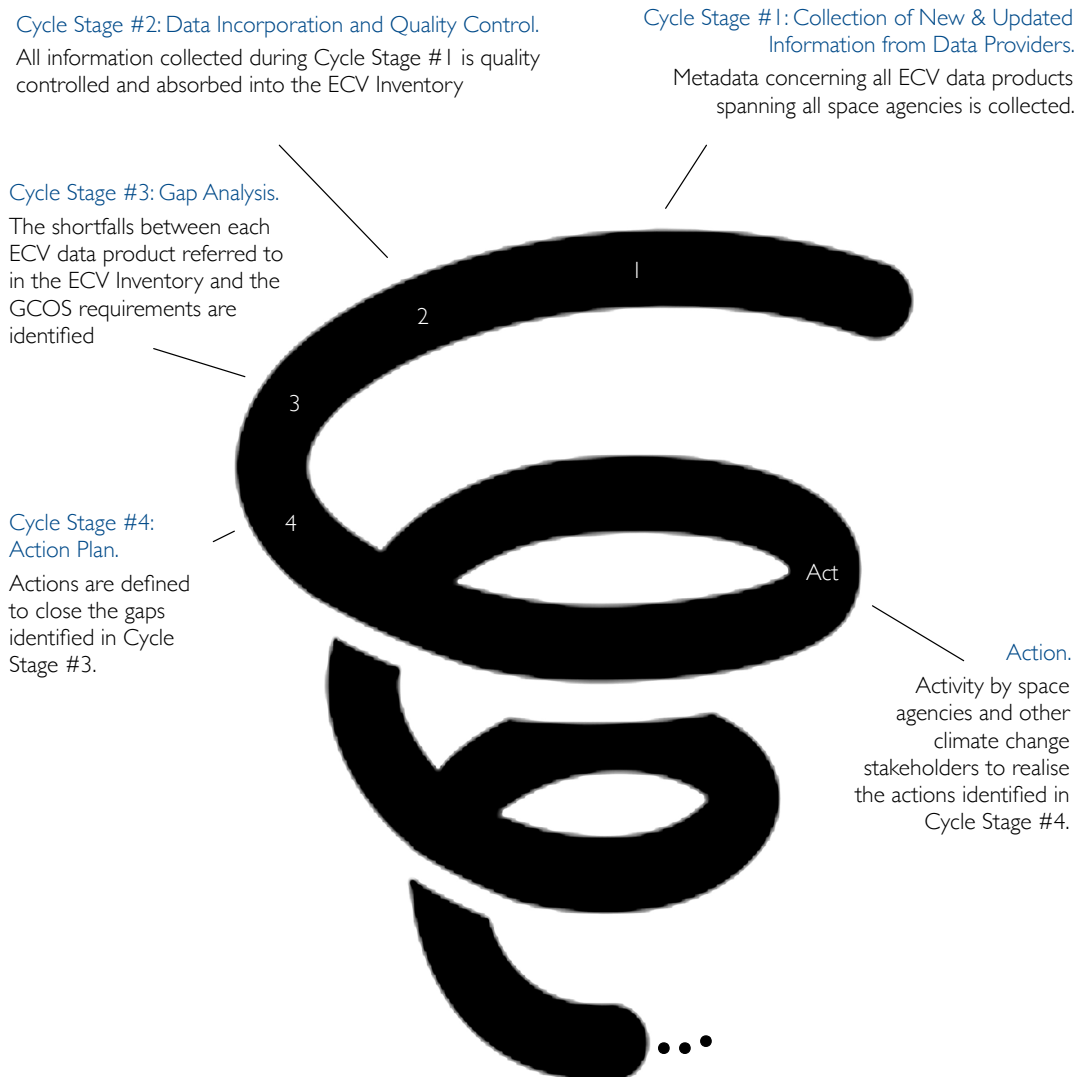 Cycle Stage #2: Data Incorporation and Quality Control.
All information collected during Cycle Stage #1 is quality
controlled and absorbed into the ECV Inventory
Cycle Stage #1: Collection of New & Updated
Information from Data Providers.
Metadata concerning all ECV data products
spanning all space agencies is collected.
Cycle Stage #3: Gap Analysis.
The shortfalls between each
ECV data product referred to
in the ECV Inventory and the
GCOS requirements are
identified
1
2
3
4
Cycle Stage #4:
Action Plan.
Actions are defined
to close the gaps
identified in Cycle
Stage #3.
Act
Action.
Activity by space
agencies and other
climate change
stakeholders to realise
the actions identified in
Cycle Stage #4.